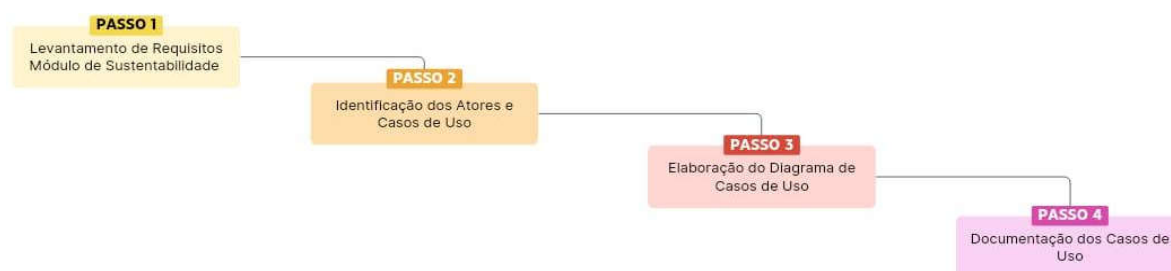 PASSO 1
Levantamento de Requisitos
Módulo de Sustentabilidade
PASSO 2
Identificação dos Atores e
Casos de Uso
PASSO 3
Elaboração do Diagrama de
Casos de Uso
PASSO 4
Documentação dos Casos de
Uso